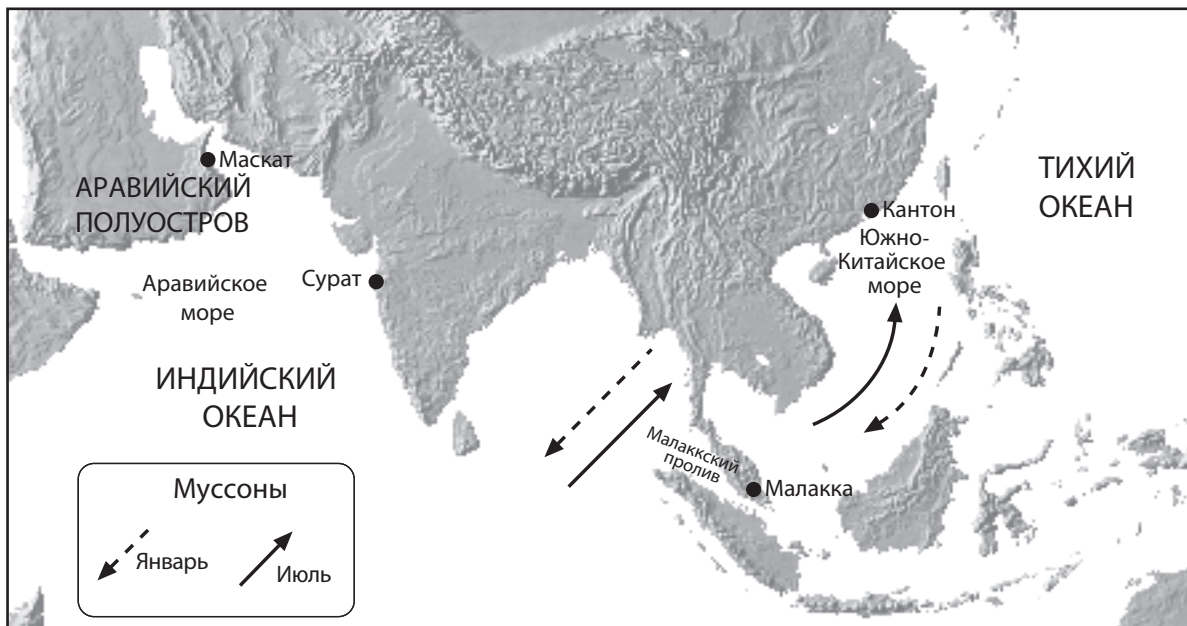 Маскат
АРАВИЙСКИЙ
ПОЛУОСТРОВ
ТИХИЙ
ОКЕАН
Кантон
Южно-
Китайское
море
Аравийское
море
Сурат
ИНДИЙСКИЙ
ОКЕАН
Малаккский
пролив
Малакка
Муссоны
Январь
Июль